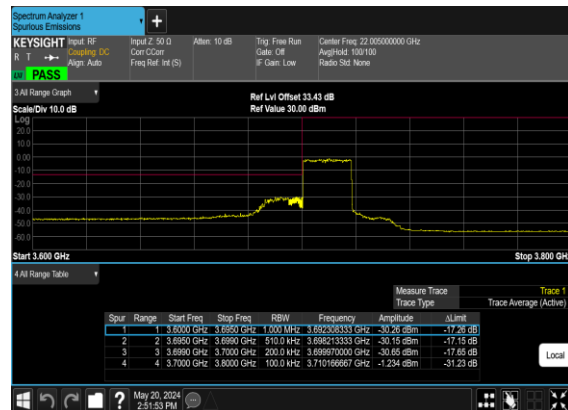 Spectrum Analyzer 1
Spurious Emissions
KEYSIGHT Input: RF Input Z: 50 Ω Atten: 10 dB Trig: Free Run Center Freq: 22.005000000 GHz
R T Coupling: DC Corr CCorr Gate: Off Avg|Hold: 100/100
Align: Auto Freq Ref: Int (S) IF Gain: Low Radio Std: None
PASS
3 All Range Graph
Ref Lvl Offset 33.43 dB
Scale/Div 10.0 dB Ref Value 30.00 dBm
Log
20.0
10.0
0.00
-10.0
-20.0
-30.0
-40.0
-50.0
-60.0
Start 3.600 GHz Stop 3.800 GHz
4 All Range Table
Measure Trace Trace 1
Trace Type Trace Average (Active)
Spur Range Start Freq Stop Freq RBW Frequency Amplitude ΔLimit
1 1 3.6000 GHz 3.6950 GHz 1.000 MHz 3.692308333 GHz -30.26 dBm -17.26 dB
2 2 3.6950 GHz 3.6990 GHz 510.0 kHz 3.698213333 GHz -30.15 dBm -17.15 dB
3 3 3.6990 GHz 3.7000 GHz 200.0 kHz 3.699970000 GHz -30.65 dBm -17.65 dB
4 4 3.7000 GHz 3.8000 GHz 100.0 kHz 3.710166667 GHz -1.234 dBm -31.23 dB
Local
? May 20, 2024
2:51:53 PM